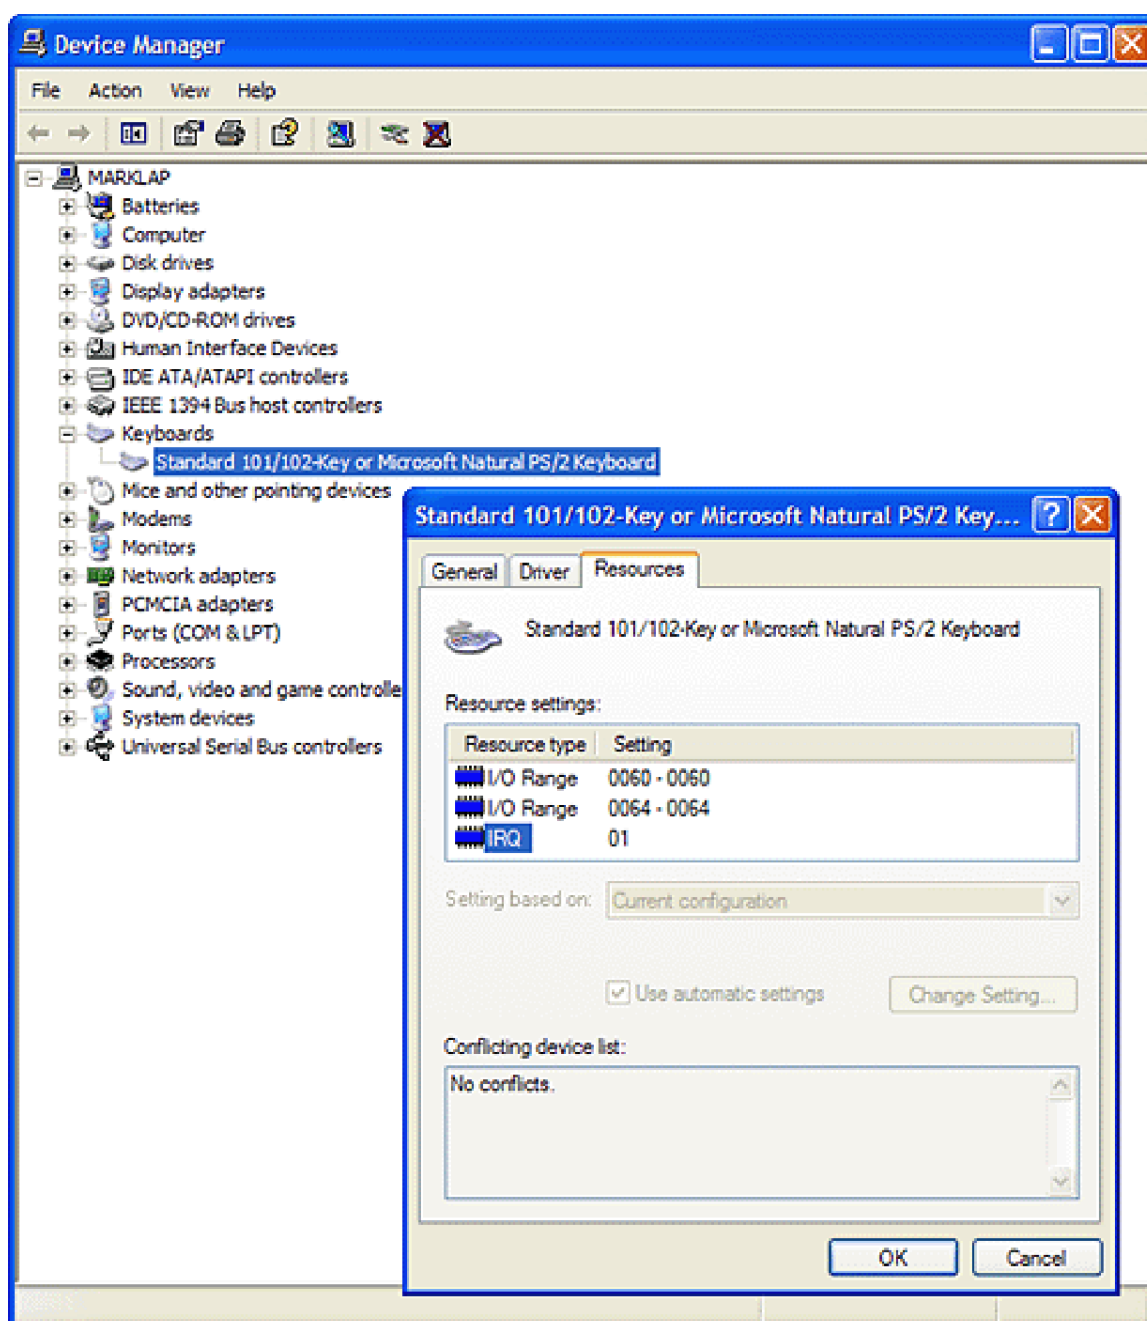 Device Manager
File Action View Help
MARKLAP
Batteries
Computer
Disk drives
Display adapters
DVD/CD-ROM drives
Human Interface Devices
IDE ATA/ATAPI controllers
IEEE 1394 Bus host controllers
Keyboards
Standard 101/102-Key or Microsoft Natural PS/2 Keyboard
Mice and other pointing devices
Modems
Monitors
Network adapters
PCMCIA adapters
Ports (COM & LPT)
Processors
Sound, video and game controlle
System devices
Universal Serial Bus controllers
Standard 101/102-Key or Microsoft Natural PS/2 Key...
General Driver Resources
Standard 101/102-Key or Microsoft Natural PS/2 Keyboard
Resource settings:
Resource type Setting
I/O Range 0060 - 0060
I/O Range 0064 - 0064
IRQ 01
Setting based on: Current configuration
Use automatic settings Change Setting...
Conflicting device list:
No conflicts.
OK Cancel